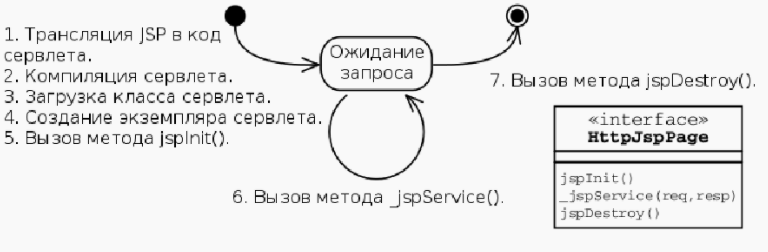 1. Трансляция JSP в код
сервлета.
2. Компиляция сервлета.
3. Загрузка класса сервлета.
4. Создание экземпляра сервлета.
5. Вызов метода jspInit().
Ожидание
запроса
6. Вызов метода _jspService().
7. Вызов метода jspDestroy().
«interface»
HttpJspPage
jspInit()
_jspService(req,resp)
jspDestroy()